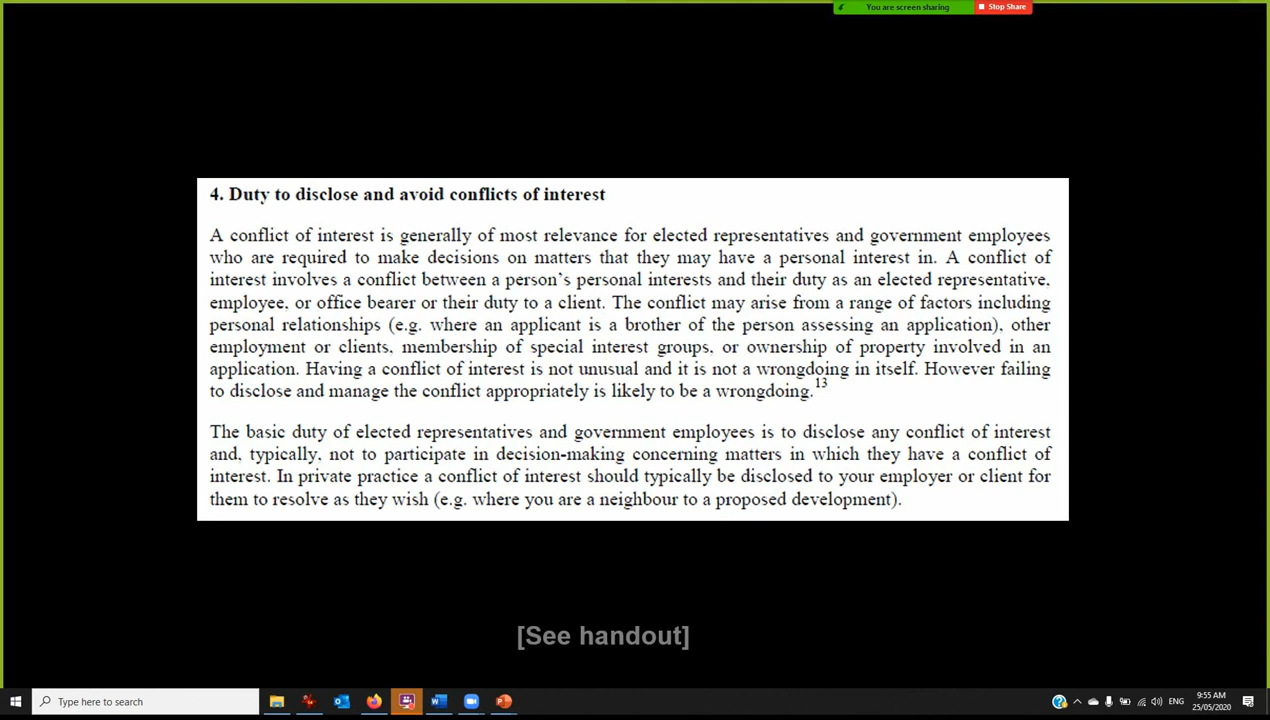 You are screen sharing
Stop Share
4. Duty to disclose and avoid conflicts of interest
A conflict of interest is generally of most relevance for elected representatives and government employees
who are required to make decisions on matters that they may have a personal interest in. A conflict of
interest involves a conflict between a person's personal interests and their duty as an elected representative,
employee, or office bearer or their duty to a client. The conflict may arise from a range of factors including
personal relationships (e.g. where an applicant is a brother of the person assessing an application), other
employment or clients, membership of special interest groups, or ownership of property involved in an
application. Having a conflict of interest is not unusual and it is not a wrongdoing in itself. However failing
to disclose and manage the conflict appropriately is likely to be a wrongdoing.13
The basic duty of elected representatives and government employees is to disclose any conflict of interest
and, typically, not to participate in decision-making concerning matters in which they have a conflict of
interest. In private practice a conflict of interest should typically be disclosed to your employer or client for
them to resolve as they wish (e.g. where you are a neighbour to a proposed development).
[See handout]
Type here to search
ENG
9:55 AM
25/05/2020